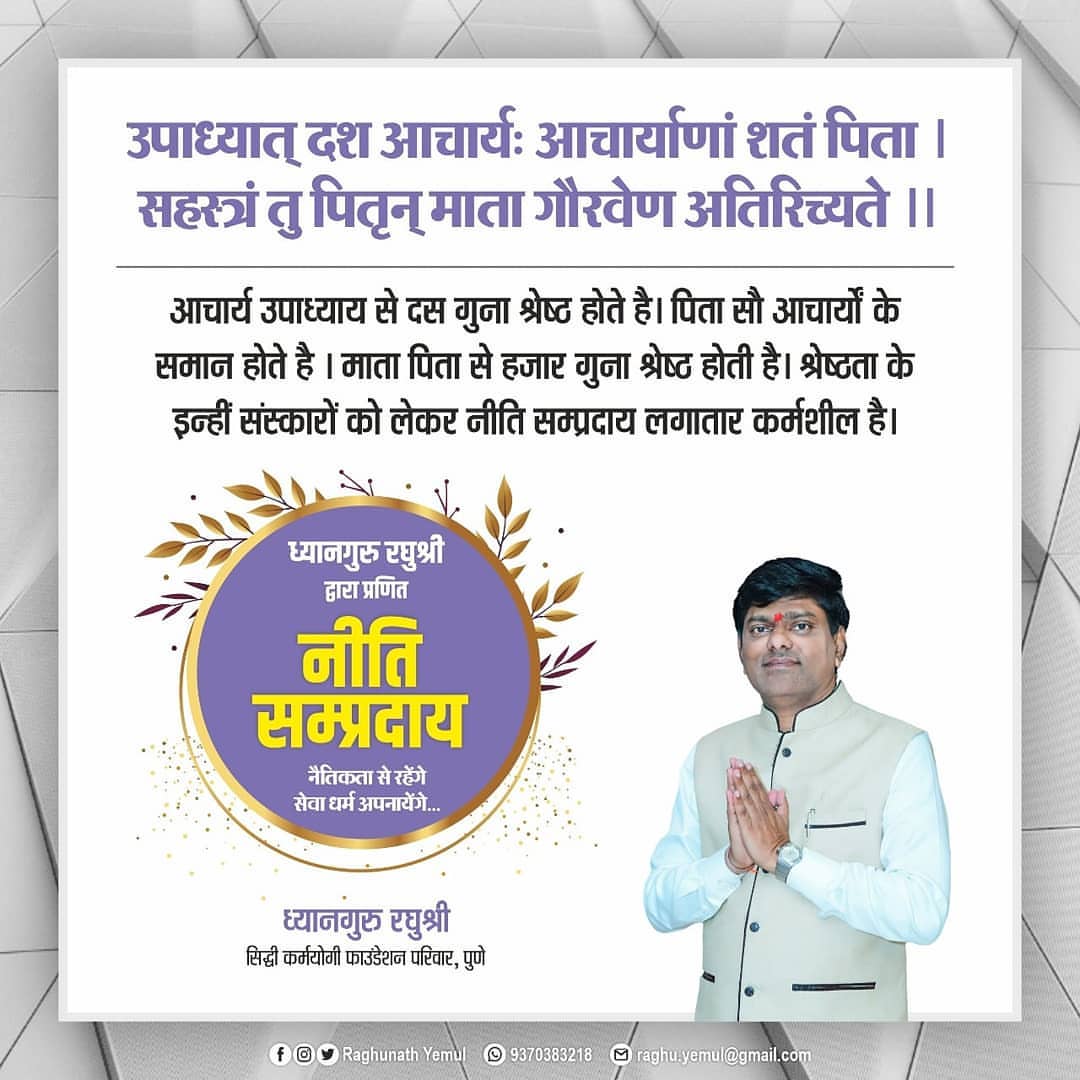 उपाध्यात् दश आचार्यः आचार्याणां शतं पिता ।
सहस्त्रं तु पितृन् माता गौरवेण अतिरिच्यते ।।
आचार्य उपाध्याय से दस गुना श्रेष्ट होते है। पिता सौ आचार्यों के
समान होते है । माता पिता से हजार गुना श्रेष्ट होती है। श्रेष्टता के
इन्हीं संस्कारों को लेकर नीति सम्प्रदाय लगातार कर्मशील है।
ध्यानगुरु रघुश्री
द्वारा प्रणित
नीति
सम्प्रदाय
नैतिकता से रहेंगे
सेवा धर्म अपनायेंगे...
ध्यानगुरु रघुश्री
सिद्धी कर्मयोगी फाउंडेशन परिवार, पुणे
Raghunath Yemul 9370383218 raghu.yemul@gmail.com